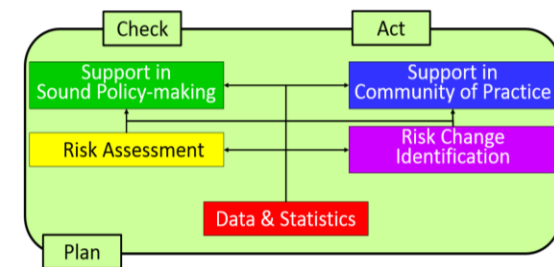 Check
Act
Support in
Sound Policy-making
Support in
Community of Practice
Risk Assessment
Risk Change
Identification
Data & Statistics
Plan